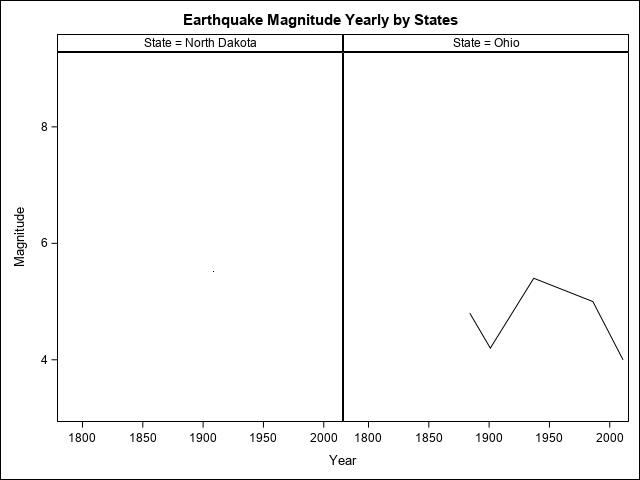 Earthquake Magnitude Yearly by States
State = North Dakota
State = Ohio
Magnitude
8
6
4
1800 1850 1900 1950 2000
1800 1850 1900 1950 2000
Year